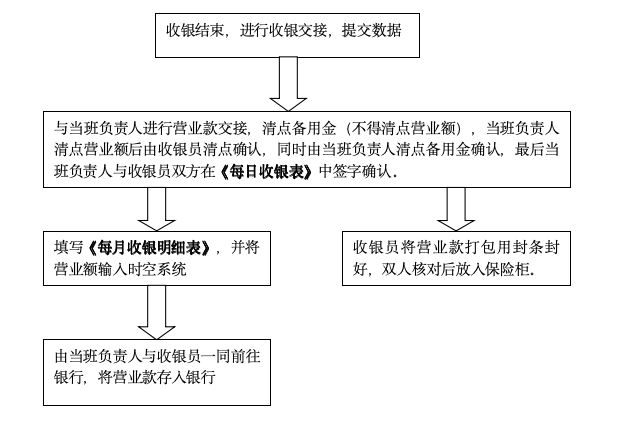 收银结束，进行收银交接，提交数据
与当班负责人进行营业款交接，清点备用金（不得清点营业额），当班负责人
清点营业额后由收银员清点确认，同时由当班负责人清点备用金确认，最后当
班负责人与收银员双方在《每日收银表》中签字确认．
填写《每月收银明细表》，并将
营业额输入时空系统
收银员将营业款打包用封条封
好，双人核对后放入保险柜．
由当班负责人与收银员一同前往
银行，将营业款存入银行